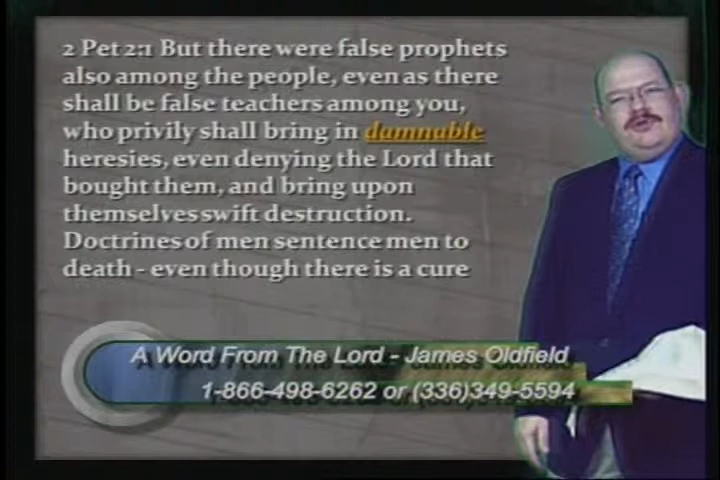 2 Pet 2:1 But there were false prophets
also among the people, even as there
shall be false teachers among you,
who privily shall bring in damnable
heresies, even denying the Lord that
bought them, and bring upon
themselves swift destruction.
Doctrines of men sentence men to
death - even though there is a cure
A Word From The Lord - James Oldfield
1-866-498-6262 or (336)349-5594